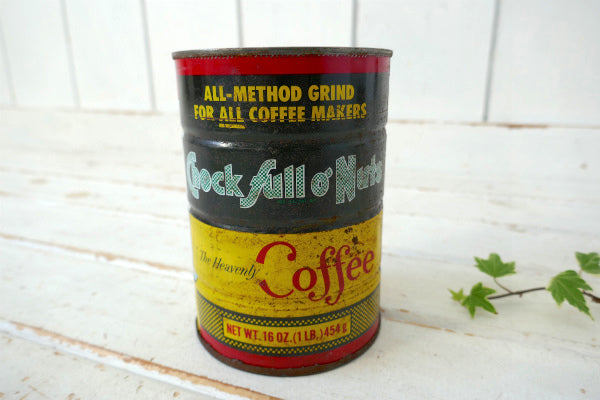 ALL-METHOD GRIND
FOR ALL COFFEE MAKERS
Chock full o' Nuts
The Heavenly Coffee
NET WT. 16 OZ. (1 LB.) 454 g